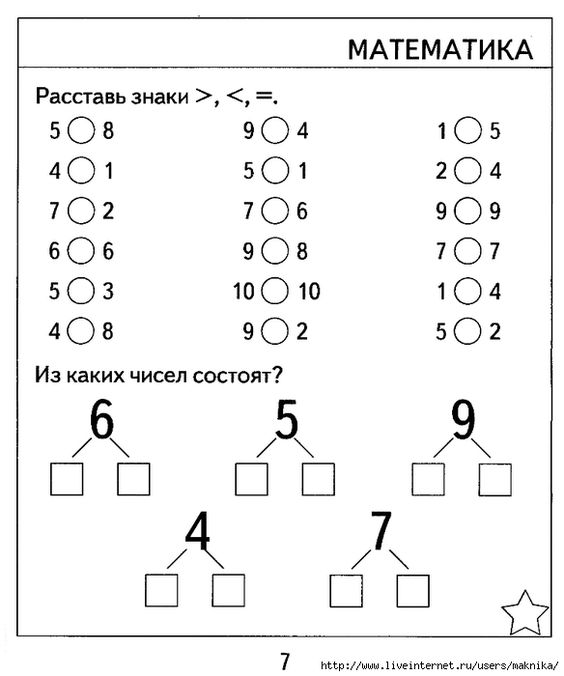 МАТЕМАТИКА
Расставь знаки >, <, =.
5 8 9 4 1 5
4 1 5 1 2 4
7 2 7 6 9 9
6 6 9 8 7 7
5 3 10 10 1 4
4 8 9 2 5 2
Из каких чисел состоят?
6 5 9
4 7
7 http://www.liveinternet.ru/users/maknika/